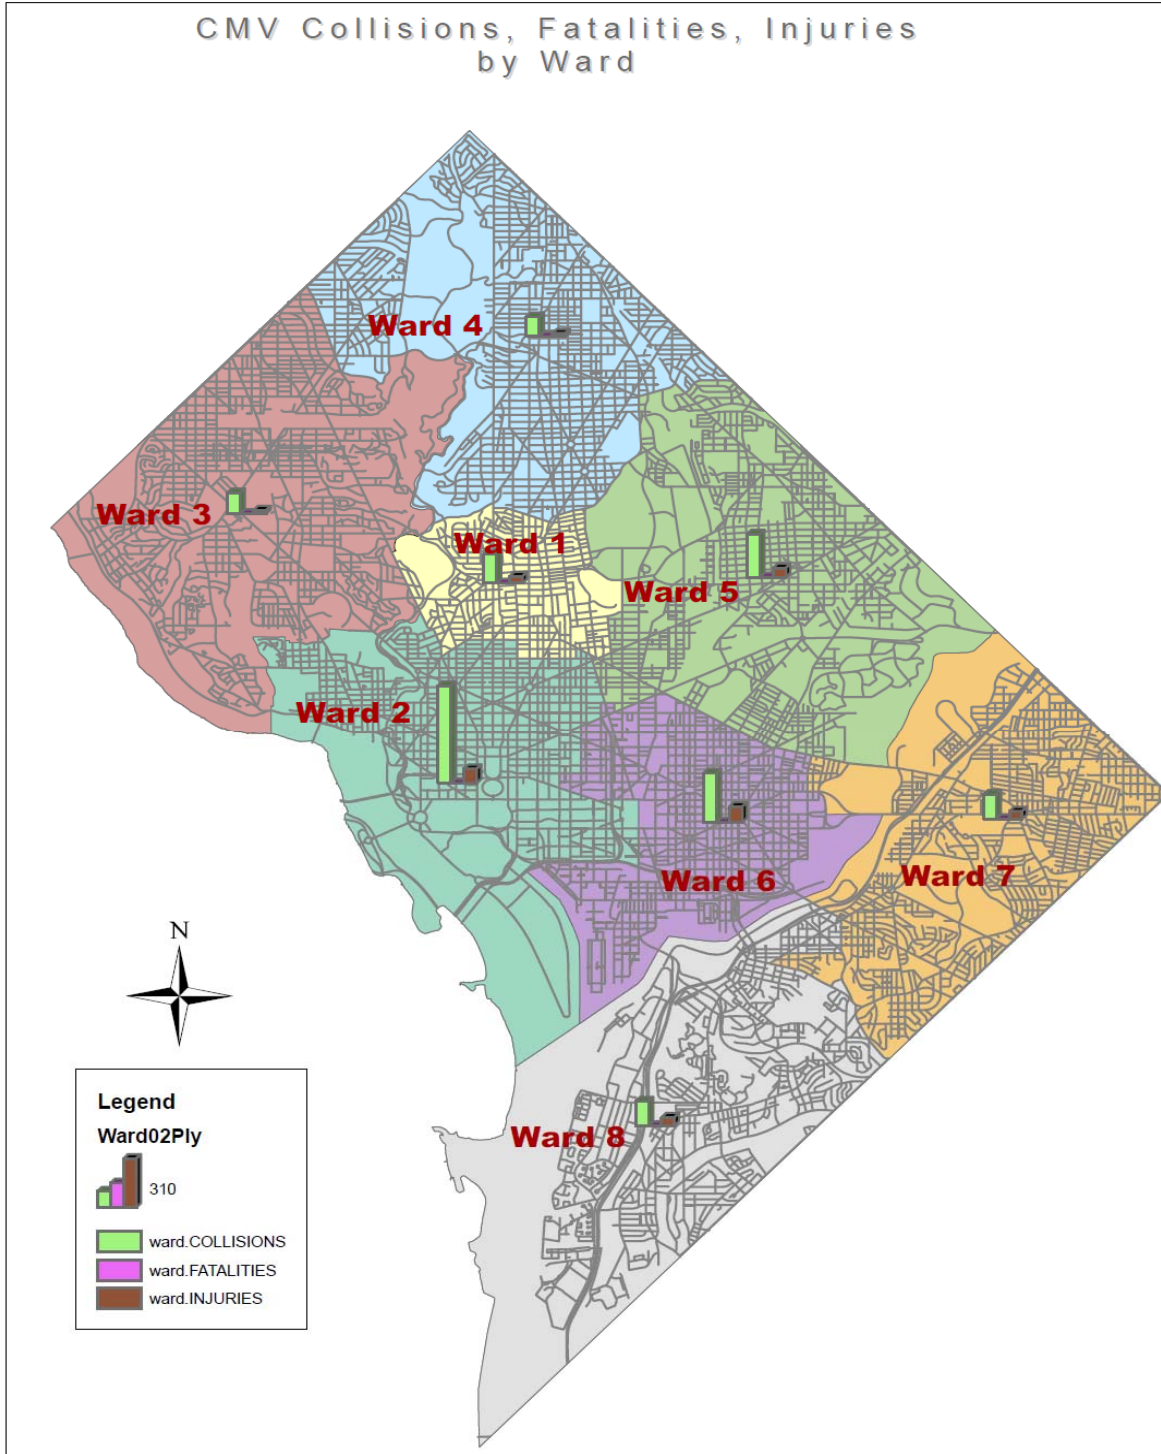 CMV Collisions, Fatalities, Injuries
by Ward
Ward 4
Ward 3
Ward 1
Ward 5
Ward 2
Ward 6
Ward 7
N
Ward 8
Legend
Ward02Ply
310
ward.COLLISIONS
ward.FATALITIES
ward.INJURIES